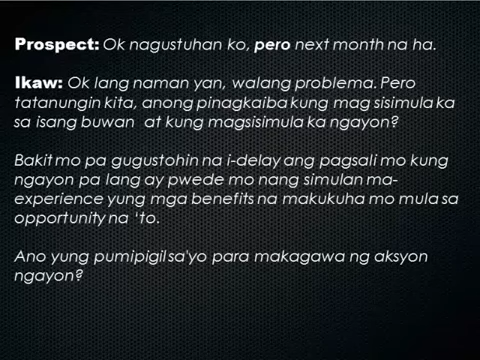 Prospect: Ok nagustuhan ko, pero next month na ha.
Ikaw: Ok lang naman yan, walang problema. Pero
tatanungin kita, anong pinagkaiba kung mag sisimula ka
sa isang buwan at kung magsisimula ka ngayon?
Bakit mo pa gugustohin na i-delay ang pagsali mo kung
ngayon pa lang ay pwede mo nang simulan ma-
experience yung mga benefits na makukuha mo mula sa
opportunity na ‘to.
Ano yung pumipigil sa'yo para makagawa ng aksyon
ngayon?